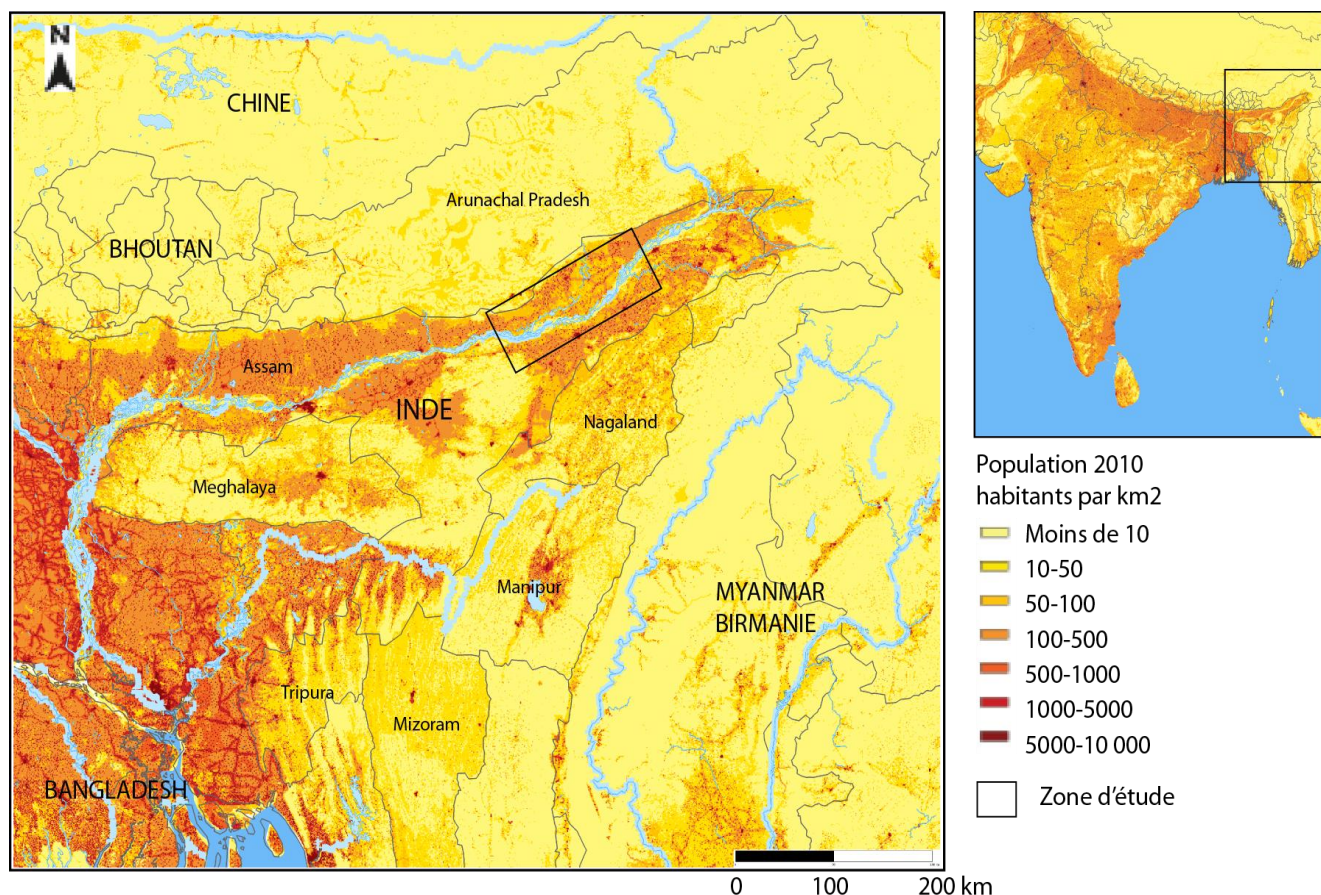 N
CHINE
Arunachal Pradesh
BHOUTAN
Assam
INDE
Nagaland
Meghalaya
Manipur
MYANMAR
BIRMANIE
Tripura
Mizoram
BANGLADESH
0 100 200 km
Population 2010
habitants par km2
Moins de 10
10-50
50-100
100-500
500-1000
1000-5000
5000-10 000
Zone d'étude